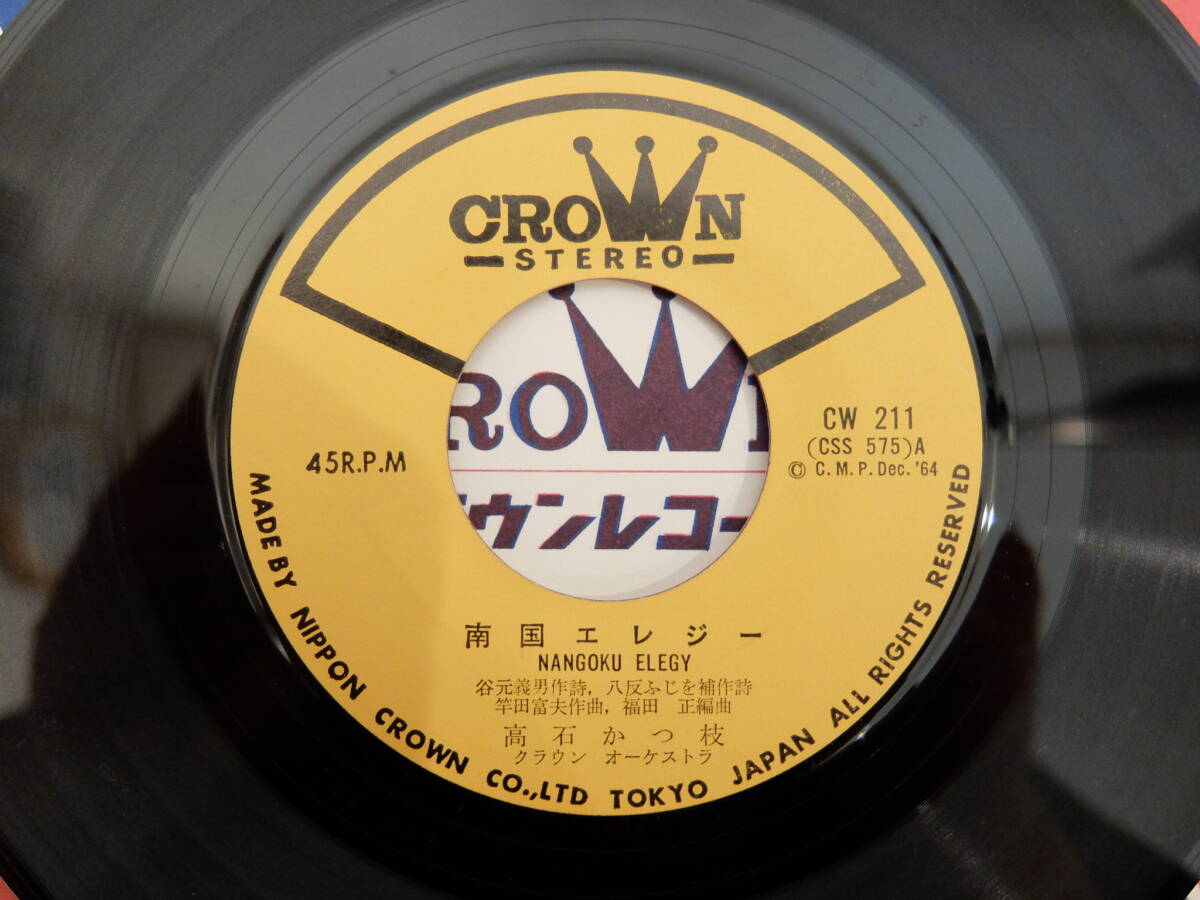 CROWN
STEREO
ROW
ウンレコー
45R.P.M
CW 211
(CSS 575)A
© C. M. P. Dec. '64
南国エレジー
NANGOKU ELEGY
谷元義男作詩, 八反ふじを補作詩
竿田富夫作曲, 福田 正編曲
高石かつ枝
クラウン オーケストラ
MADE BY NIPPON CROWN CO.,LTD TOKYO JAPAN ALL RIGHTS RESERVED